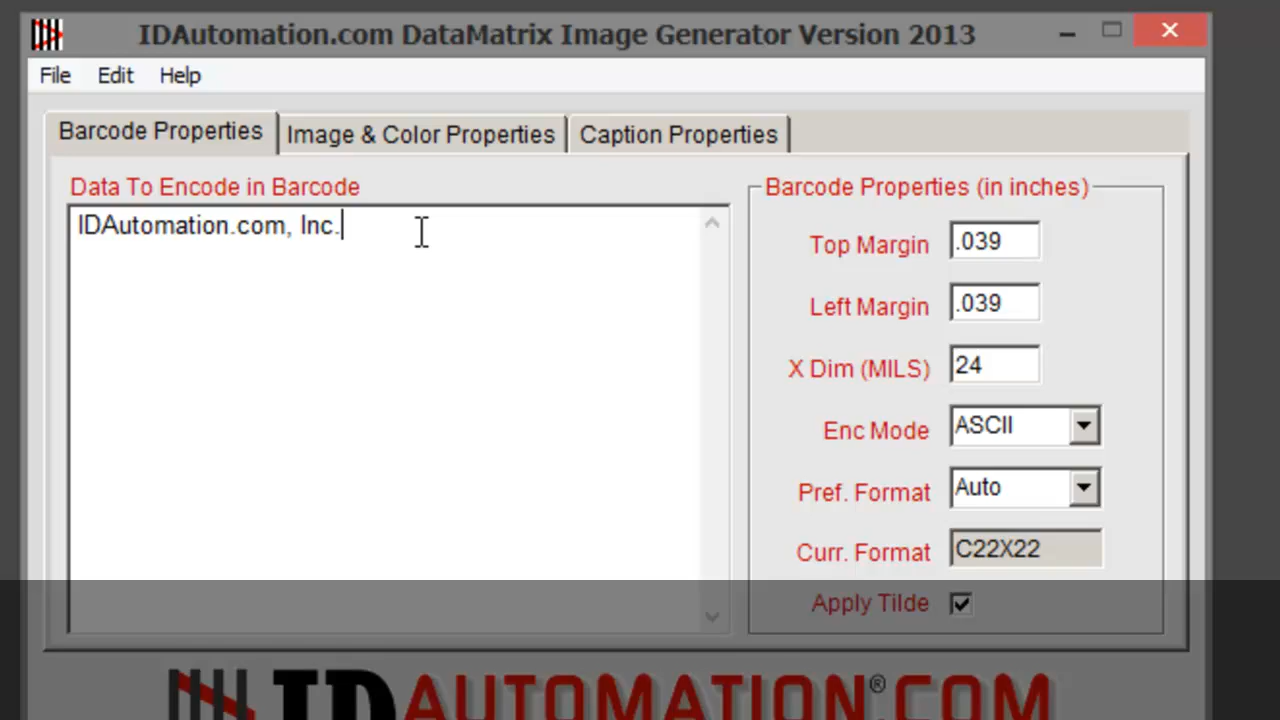 IDAutomation.com DataMatrix Image Generator Version 2013
File Edit Help
Barcode Properties Image & Color Properties Caption Properties
Data To Encode in Barcode
IDAutomation.com, Inc.
Barcode Properties (in inches)
Top Margin .039
Left Margin .039
X Dim (MILS) 24
Enc Mode ASCII
Pref. Format Auto
Curr. Format C22X22
Apply Tilde
IDAUTOMATION®.COM